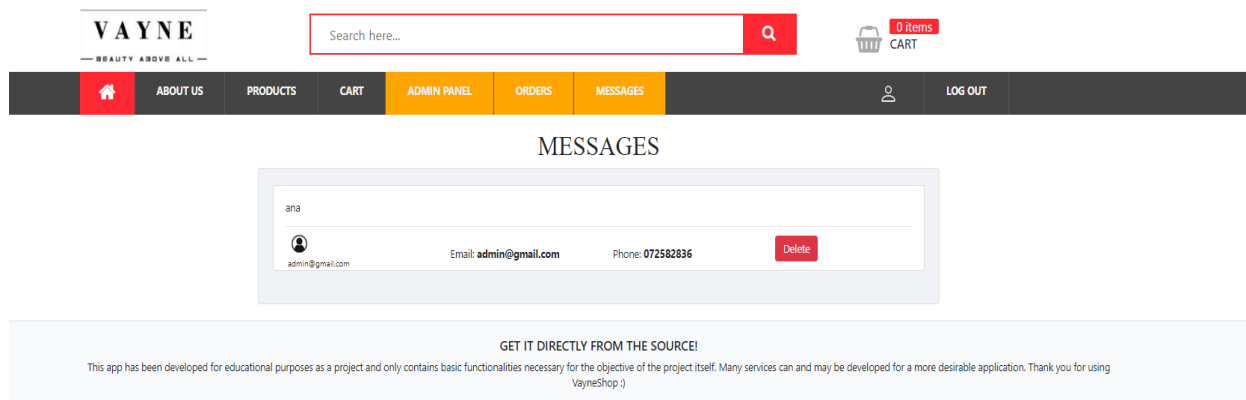 VAYNE
BEAUTY ABOVE ALL
Search here...
0 items
CART
ABOUT US PRODUCTS CART ADMIN PANEL ORDERS MESSAGES LOG OUT
MESSAGES
ana
admin@gmail.com
Email: admin@gmail.com Phone: 072582836 Delete
GET IT DIRECTLY FROM THE SOURCE!
This app has been developed for educational purposes as a project and only contains basic functionalities necessary for the objective of the project itself. Many services can and may be developed for a more desirable application. Thank you for using
VayneShop :)